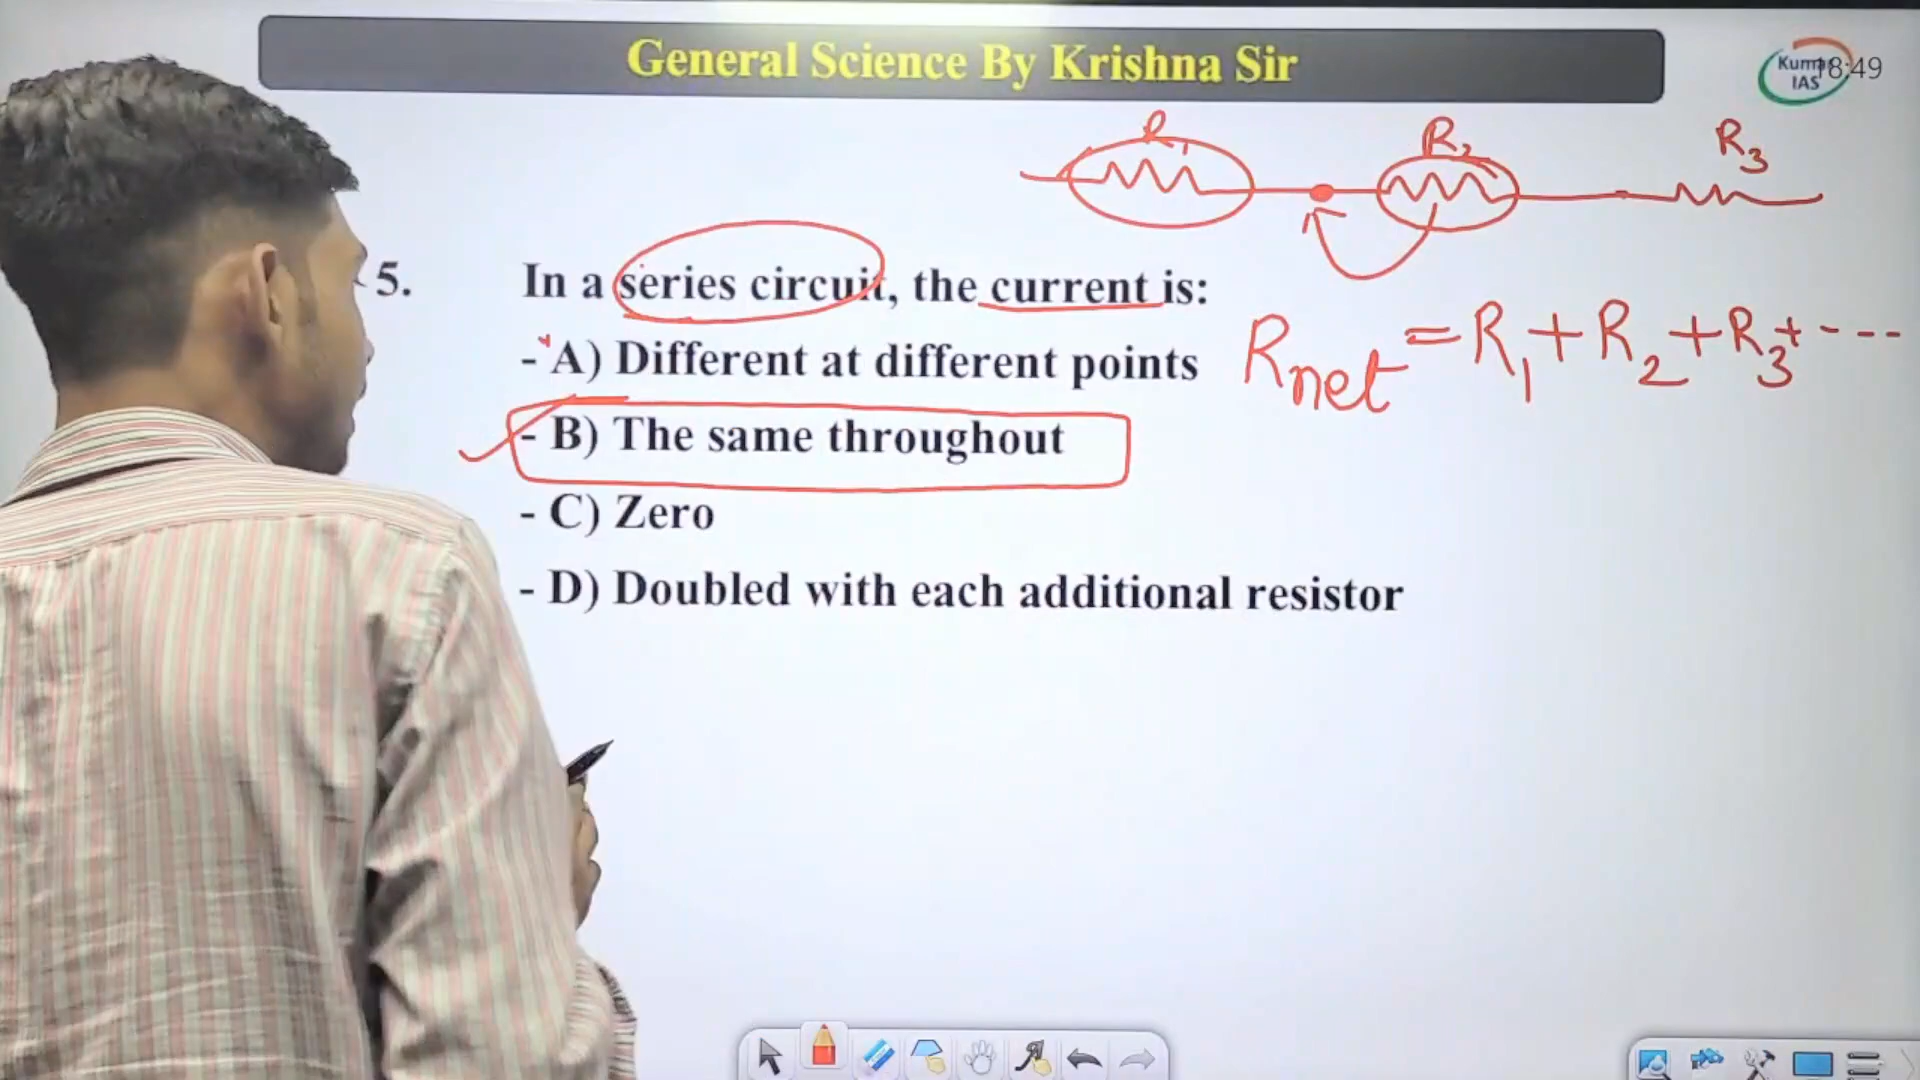 General Science By Krishna Sir
Kumar IAS
18:49
R1
R2
R3
5. In a series circuit, the current is:
- A) Different at different points
- B) The same throughout
- C) Zero
- D) Doubled with each additional resistor
Rnet = R1 + R2 + R3 + ---